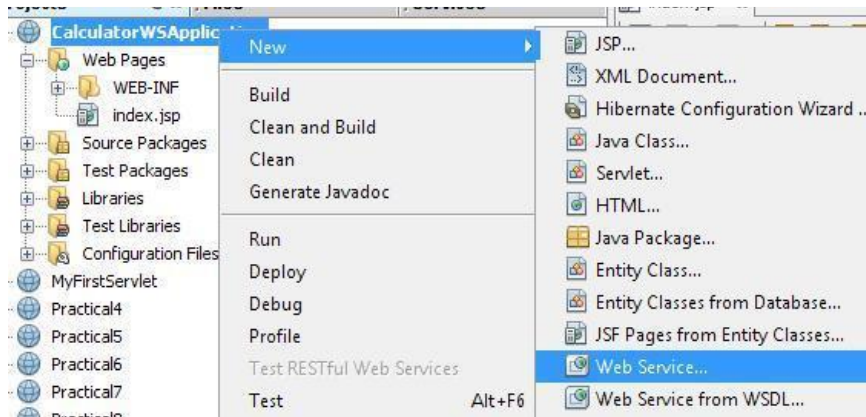 CalculatorWSApplicati
Web Pages
WEB-INF
index.jsp
Source Packages
Test Packages
Libraries
Test Libraries
Configuration Files
MyFirstServlet
Practical4
Practical5
Practical6
Practical7
New
Build
Clean and Build
Clean
Generate Javadoc
Run
Deploy
Debug
Profile
Test RESTful Web Services
Test Alt+F6
JSP...
XML Document...
Hibernate Configuration Wizard ..
Java Class...
Servlet...
HTML...
Java Package...
Entity Class...
Entity Classes from Database...
JSF Pages from Entity Classes...
Web Service...
Web Service from WSDL...